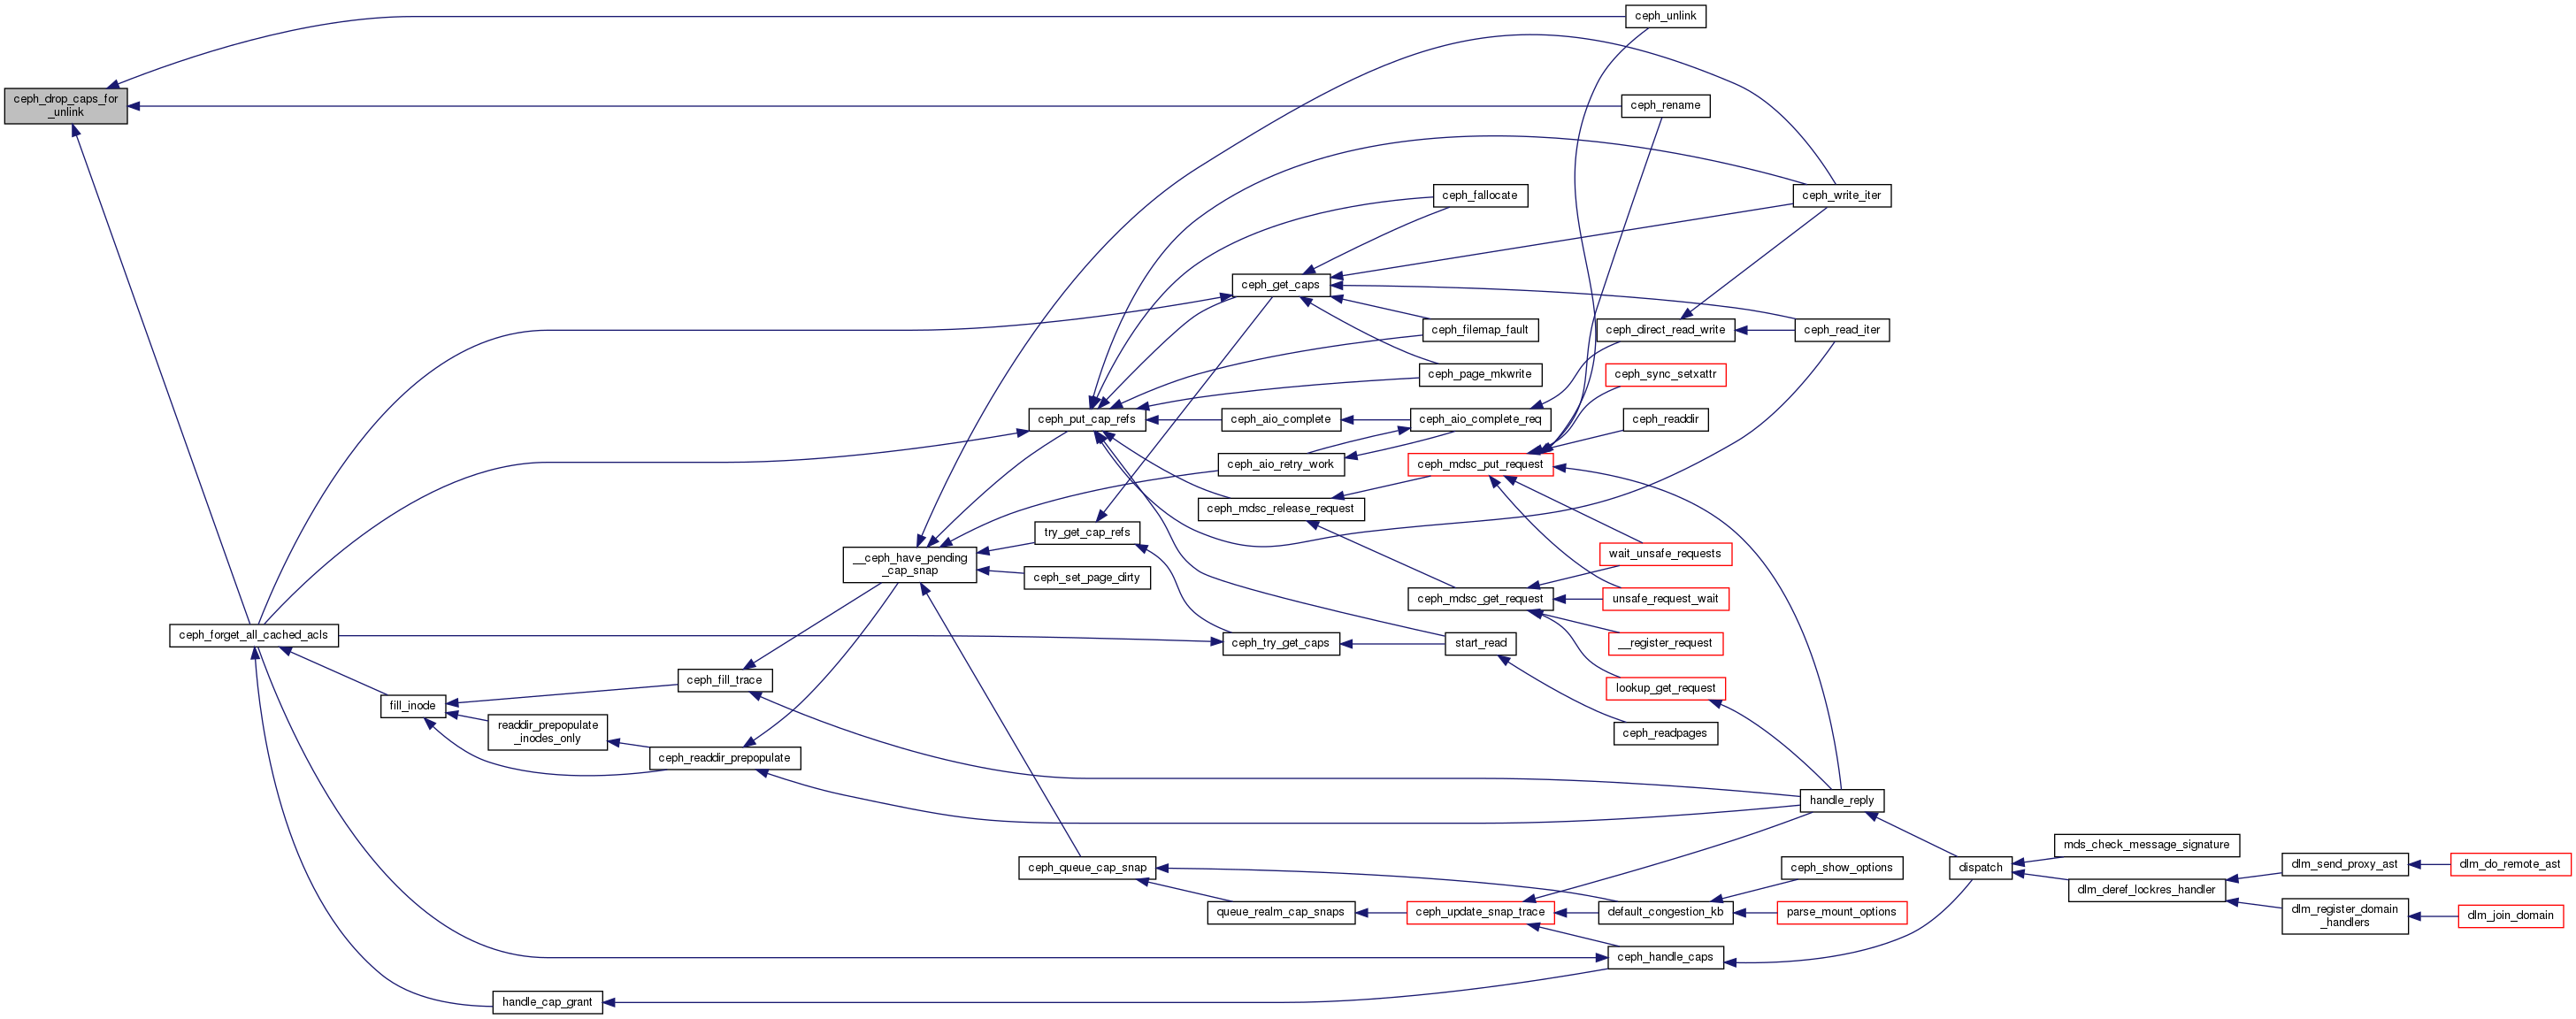 ceph_unlink
ceph_drop_caps_for
_unlink
ceph_rename
ceph_fallocate
ceph_write_iter
ceph_get_caps
ceph_filemap_fault
ceph_direct_read_write
ceph_read_iter
ceph_page_mkwrite
ceph_sync_setxattr
ceph_put_cap_refs
ceph_aio_complete
ceph_aio_complete_req
ceph_readdir
ceph_aio_retry_work
ceph_mdsc_put_request
ceph_mdsc_release_request
try_get_cap_refs
__ceph_have_pending
_cap_snap
wait_unsafe_requests
ceph_set_page_dirty
ceph_mdsc_get_request
unsafe_request_wait
ceph_forget_all_cached_acls
ceph_try_get_caps
start_read
__register_request
ceph_fill_trace
lookup_get_request
fill_inode
readdir_prepopulate
_inodes_only
ceph_readpages
ceph_readdir_prepopulate
handle_reply
mds_check_message_signature
ceph_queue_cap_snap
ceph_show_options
dispatch
dlm_send_proxy_ast
dlm_do_remote_ast
dlm_deref_lockres_handler
queue_realm_cap_snaps
ceph_update_snap_trace
default_congestion_kb
parse_mount_options
dlm_register_domain
_handlers
dlm_join_domain
ceph_handle_caps
handle_cap_grant